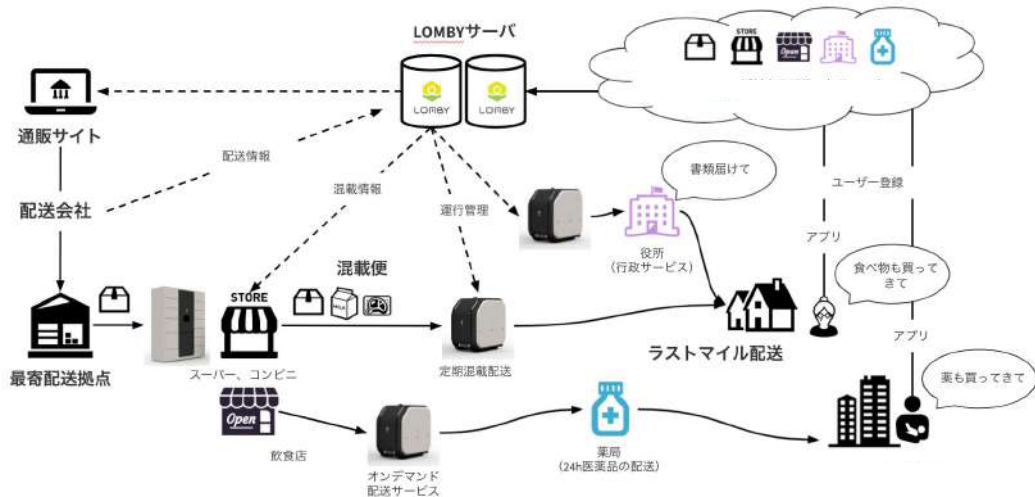 LOMBYサーバ
STORE
Open
LOMBY
LOMBY
通販サイト
配送情報
配送会社
混載情報
運行管理
書類届けて
ユーザー登録
役所
(行政サービス)
アプリ
食べ物も買って
きて
混載便
STORE
MILK
アプリ
ラストマイル配送
最寄配送拠点
スーパー、コンビニ
定期混載配送
薬も買ってきて
Open
飲食店
オンデマンド
配送サービス
薬局
(24h医薬品の配送)